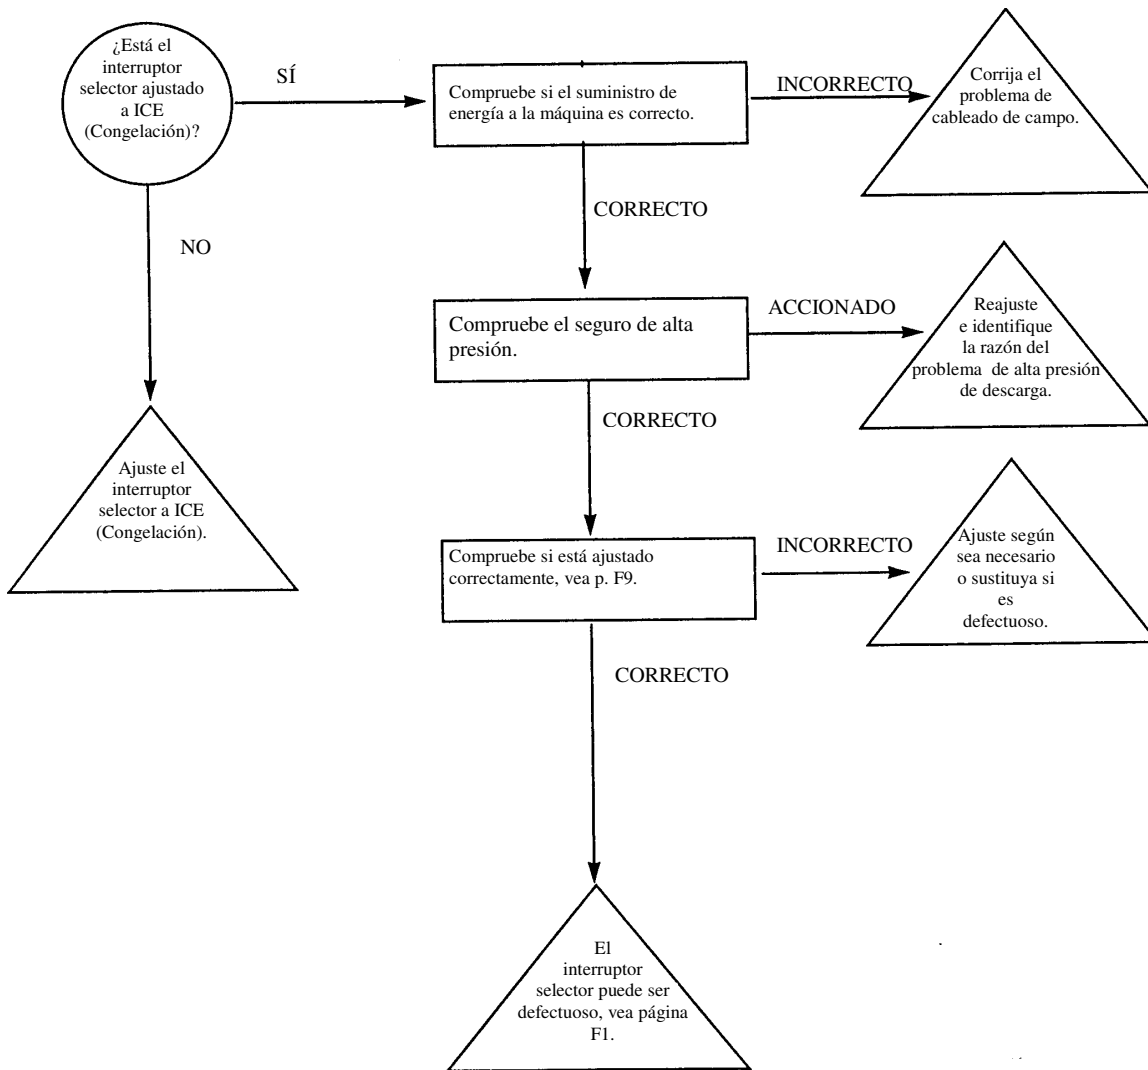 ¿Está el
interruptor
selector ajustado
a ICE
(Congelación)?
SÍ
Compruebe si el suministro de
energía a la máquina es correcto.
INCORRECTO
Corrija el
problema de
cableado de campo.
NO
CORRECTO
Ajuste el
interruptor
selector a ICE
(Congelación).
Compruebe el seguro de alta
presión.
ACCIONADO
Reajuste
e identifique
la razón del
problema de alta presión
de descarga.
CORRECTO
Compruebe si está ajustado
correctamente, vea p. F9.
INCORRECTO
Ajuste según
sea necesario
o sustituya si
es
defectuoso.
CORRECTO
El
interruptor
selector puede ser
defectuoso, vea página
F1.